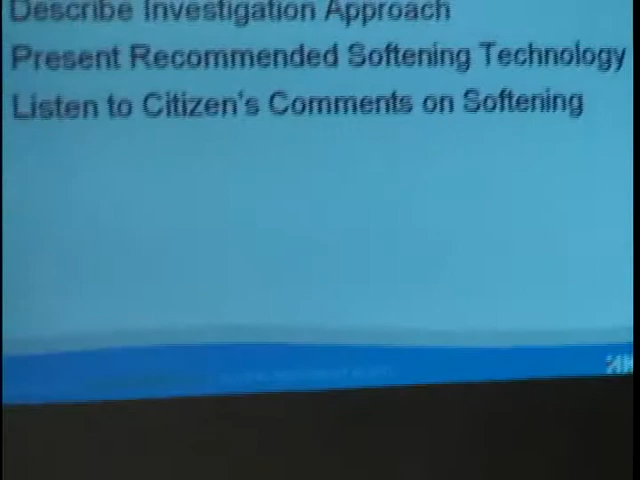 Describe Investigation Approach
Present Recommended Softening Technology
Listen to Citizen's Comments on Softening